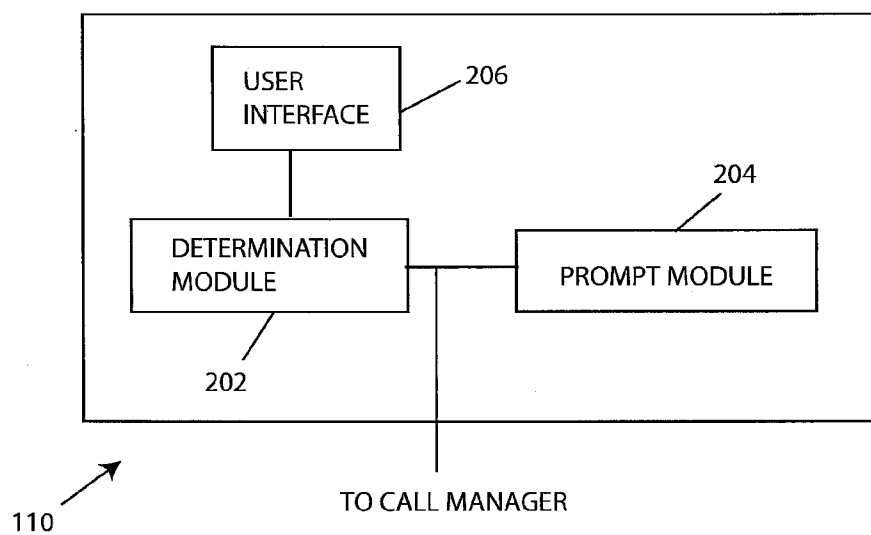 USER
INTERFACE
206
204
DETERMINATION
MODULE
PROMPT MODULE
202
TO CALL MANAGER
110